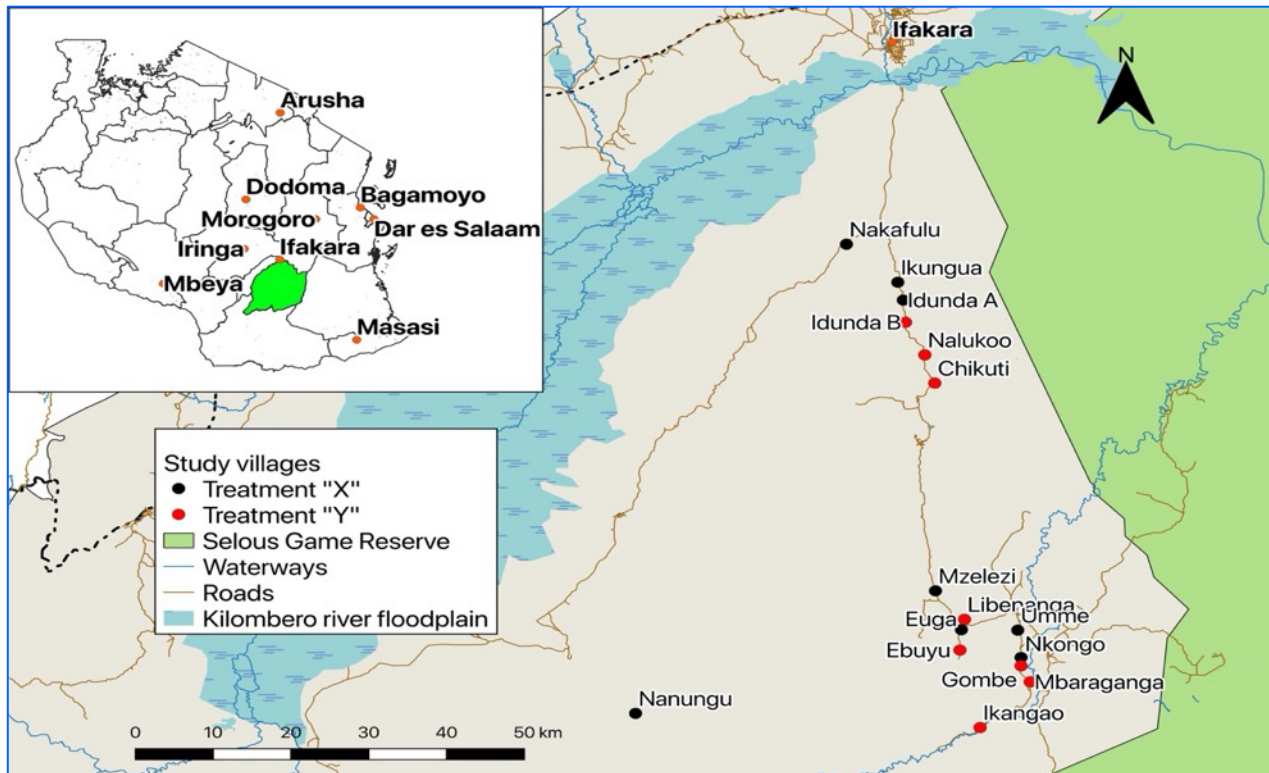 Arusha
Dodoma
Bagamoyo
Morogoro
Dar es Salaam
Iringa
Ifakara
Mbeya
Masasi
Ifakara
N
Nakafulu
Ikungua
Idunda A
Idunda B
Nalukoo
Chikuti
Study villages
Treatment "X"
Treatment "Y"
Selous Game Reserve
Waterways
Roads
Kilombero river floodplain
Mzelezi
Libenanga
Euga
Umme
Ebuyu
Nkongo
Gombe
Mbaraganga
Nanungu
Ikangao
0 10 20 30 40 50 km